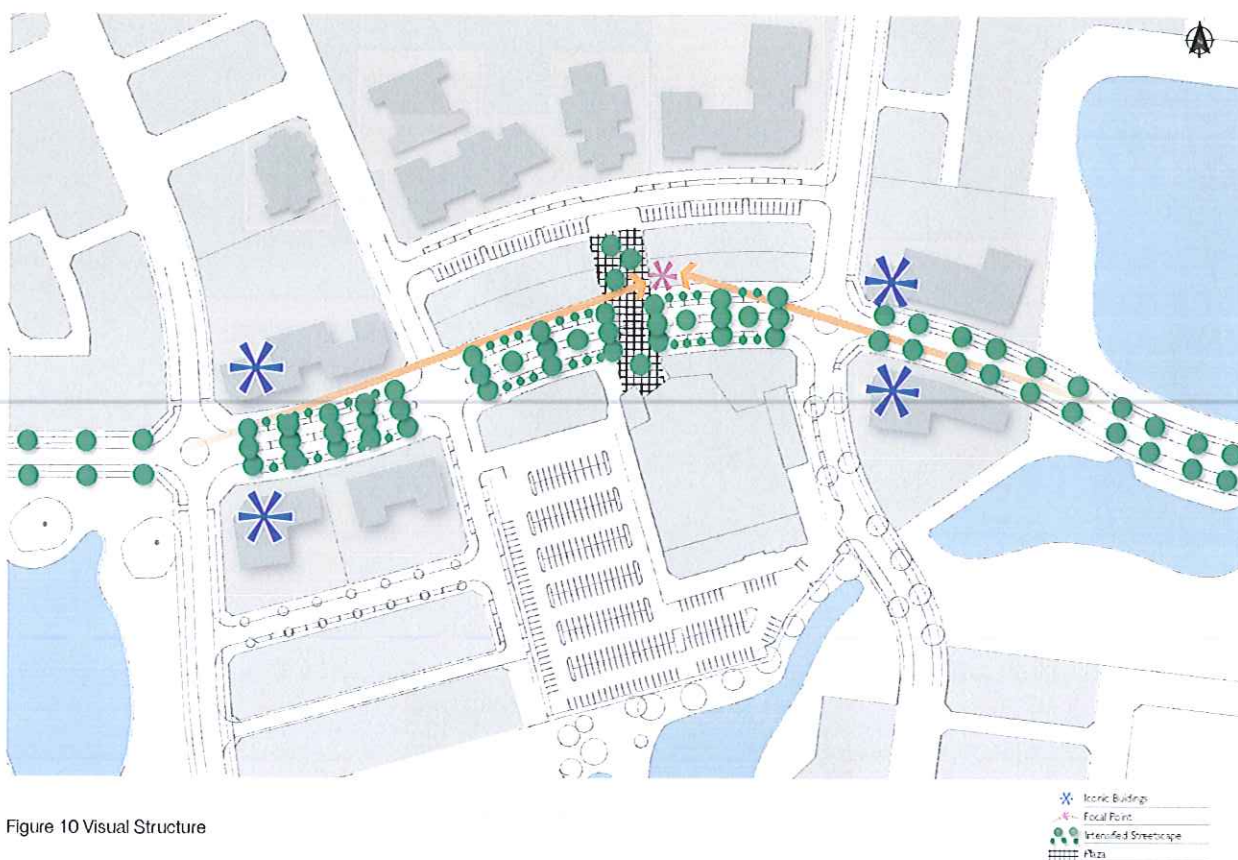 Iconic Buildings
Focal Point
Intensified Streetscape
Plaza
Figure 10 Visual Structure